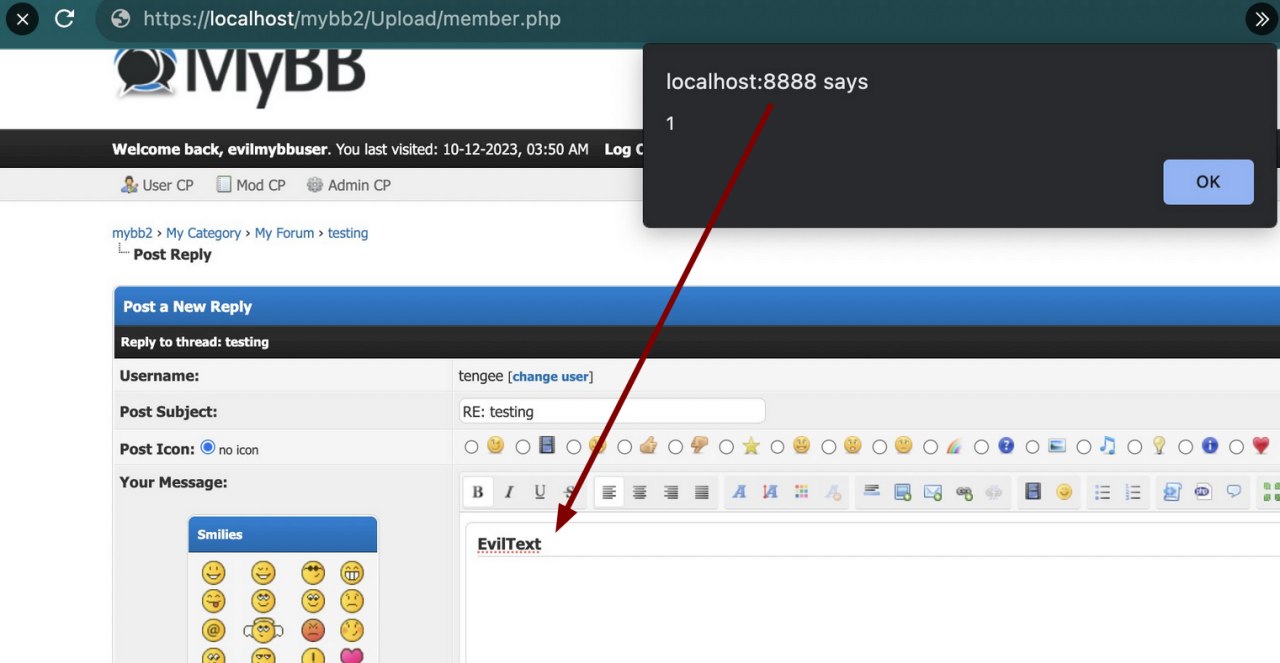 https://localhost/mybb2/Upload/member.php
MyBB
localhost:8888 says
1
OK
Welcome back, evilmybbuser. You last visited: 10-12-2023, 03:50 AM Log
User CP Mod CP Admin CP
mybb2 › My Category › My Forum › testing
Post Reply
Post a New Reply
Reply to thread: testing
Username: tengee [change user]
Post Subject: RE: testing
Post Icon: no icon
Your Message:
B I U S
Smilies
EvilText